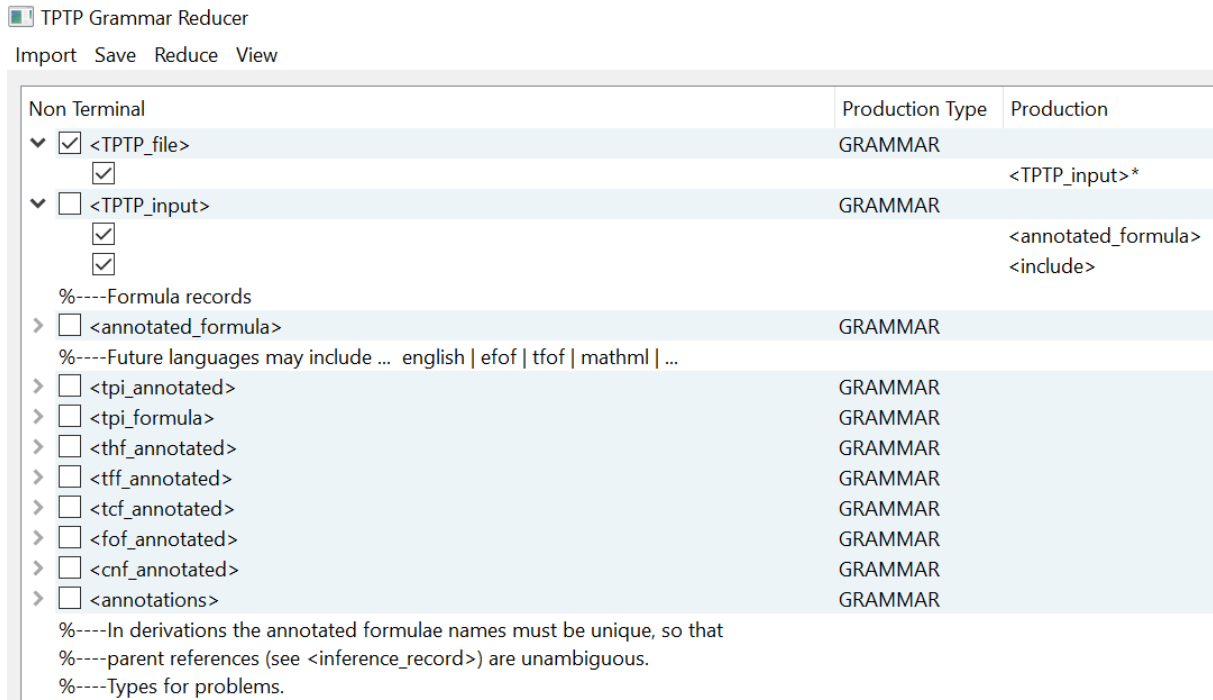 TPTP Grammar Reducer
Import Save Reduce View
Non Terminal Production Type Production
<TPTP_file> GRAMMAR
<TPTP_input>*
<TPTP_input> GRAMMAR
<annotated_formula>
<include>
%----Formula records
<annotated_formula> GRAMMAR
%----Future languages may include ... english | efof | tfof | mathml | ...
<tpi_annotated> GRAMMAR
<tpi_formula> GRAMMAR
<thf_annotated> GRAMMAR
<tff_annotated> GRAMMAR
<tcf_annotated> GRAMMAR
<fof_annotated> GRAMMAR
<cnf_annotated> GRAMMAR
<annotations> GRAMMAR
%----In derivations the annotated formulae names must be unique, so that
%----parent references (see <inference_record>) are unambiguous.
%----Types for problems.